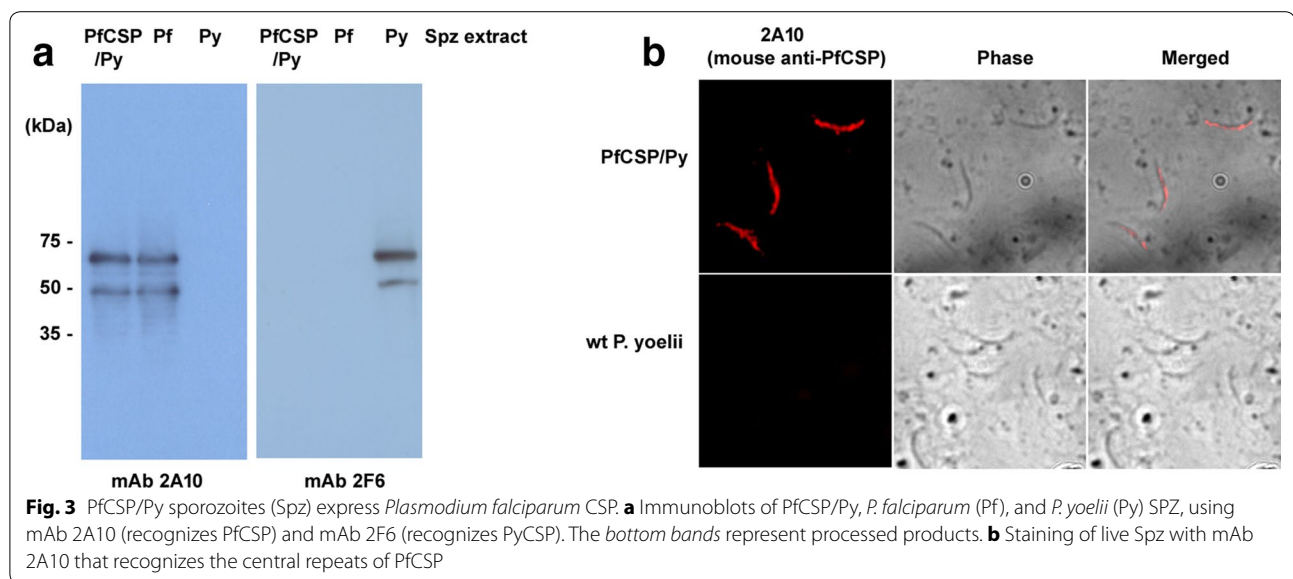 a
PfCSP Pf Py PfCSP Pf Py Spz extract
/Py /Py
(kDa)
75 -
50 -
35 -
mAb 2A10 mAb 2F6
b
2A10
(mouse anti-PfCSP) Phase Merged
PfCSP/Py
wt P. yoelii
Fig. 3 PfCSP/Py sporozoites (Spz) express Plasmodium falciparum CSP. a Immunoblots of PfCSP/Py, P. falciparum (Pf), and P. yoelii (Py) SPZ, using
mAb 2A10 (recognizes PfCSP) and mAb 2F6 (recognizes PyCSP). The bottom bands represent processed products. b Staining of live Spz with mAb
2A10 that recognizes the central repeats of PfCSP